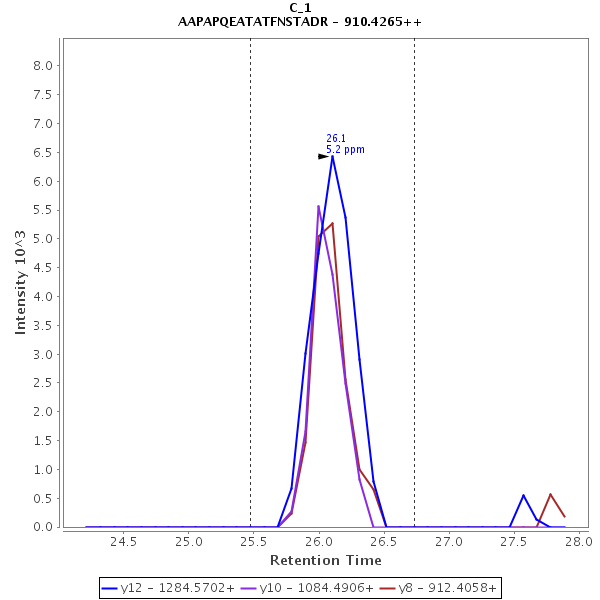 C_1
AAPAPQEATATFNSTADR - 910.4265++
Intensity 10^3
8.0
7.5
7.0
6.5
6.0
5.5
5.0
4.5
4.0
3.5
3.0
2.5
2.0
1.5
1.0
0.5
0.0
26.1
5.2 ppm
24.5 25.0 25.5 26.0 26.5 27.0 27.5 28.0
Retention Time
y12 - 1284.5702+ y10 - 1084.4906+ y8 - 912.4058+